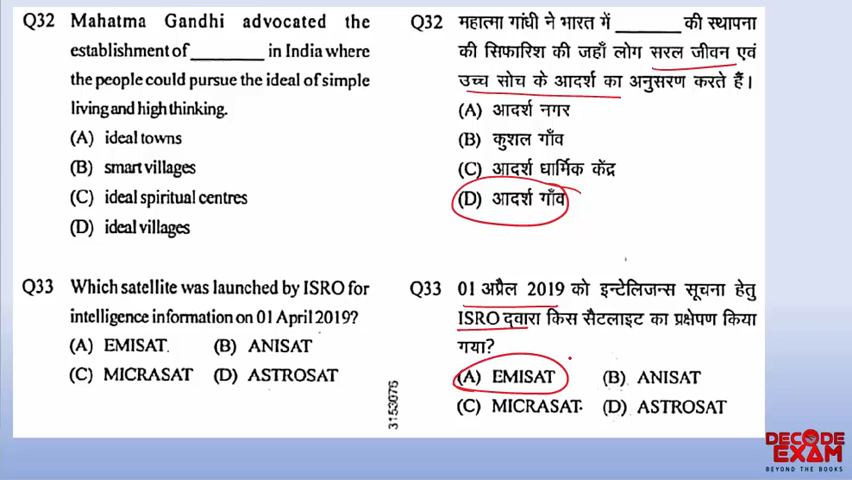 Q32 Mahatma Gandhi advocated the
establishment of ________ in India where
the people could pursue the ideal of simple
living and high thinking.
(A) ideal towns
(B) smart villages
(C) ideal spiritual centres
(D) ideal villages
Q33 Which satellite was launched by ISRO for
intelligence information on 01 April 2019?
(A) EMISAT (B) ANISAT
(C) MICRASAT (D) ASTROSAT
Q32 महात्मा गांधी ने भारत में ________ की स्थापना
की सिफारिश की जहाँ लोग सरल जीवन एवं
उच्च सोच के आदर्श का अनुसरण करते हैं।
(A) आदर्श नगर
(B) कुशल गाँव
(C) आदर्श धार्मिक केंद्र
(D) आदर्श गाँव
Q33 01 अप्रैल 2019 को इन्टेलिजन्स सूचना हेतु
ISRO द्वारा किस सैटलाइट का प्रक्षेपण किया
गया?
(A) EMISAT (B) ANISAT
(C) MICRASAT (D) ASTROSAT
3153076
DECODE
EXAM
BEYOND THE BOOKS